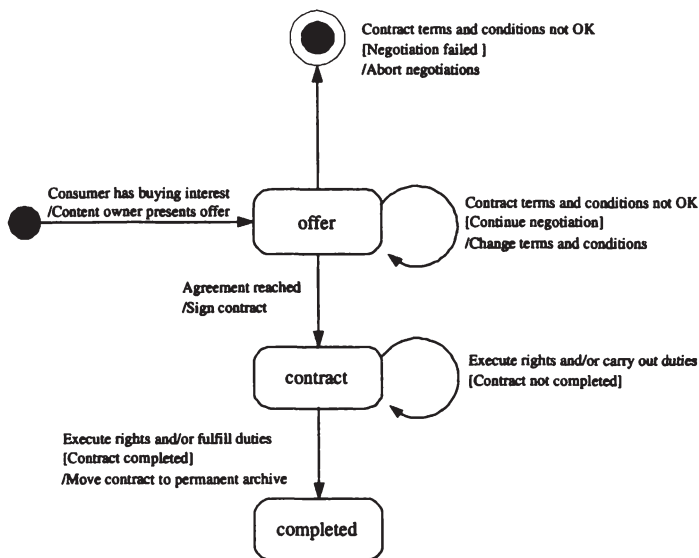 Contract terms and conditions not OK
[Negotiation failed ]
/Abort negotiations
Consumer has buying interest
/Content owner presents offer
offer
Contract terms and conditions not OK
[Continue negotiation]
/Change terms and conditions
Agreement reached
/Sign contract
contract
Execute rights and/or carry out duties
[Contract not completed]
Execute rights and/or fulfill duties
[Contract completed]
/Move contract to permanent archive
completed